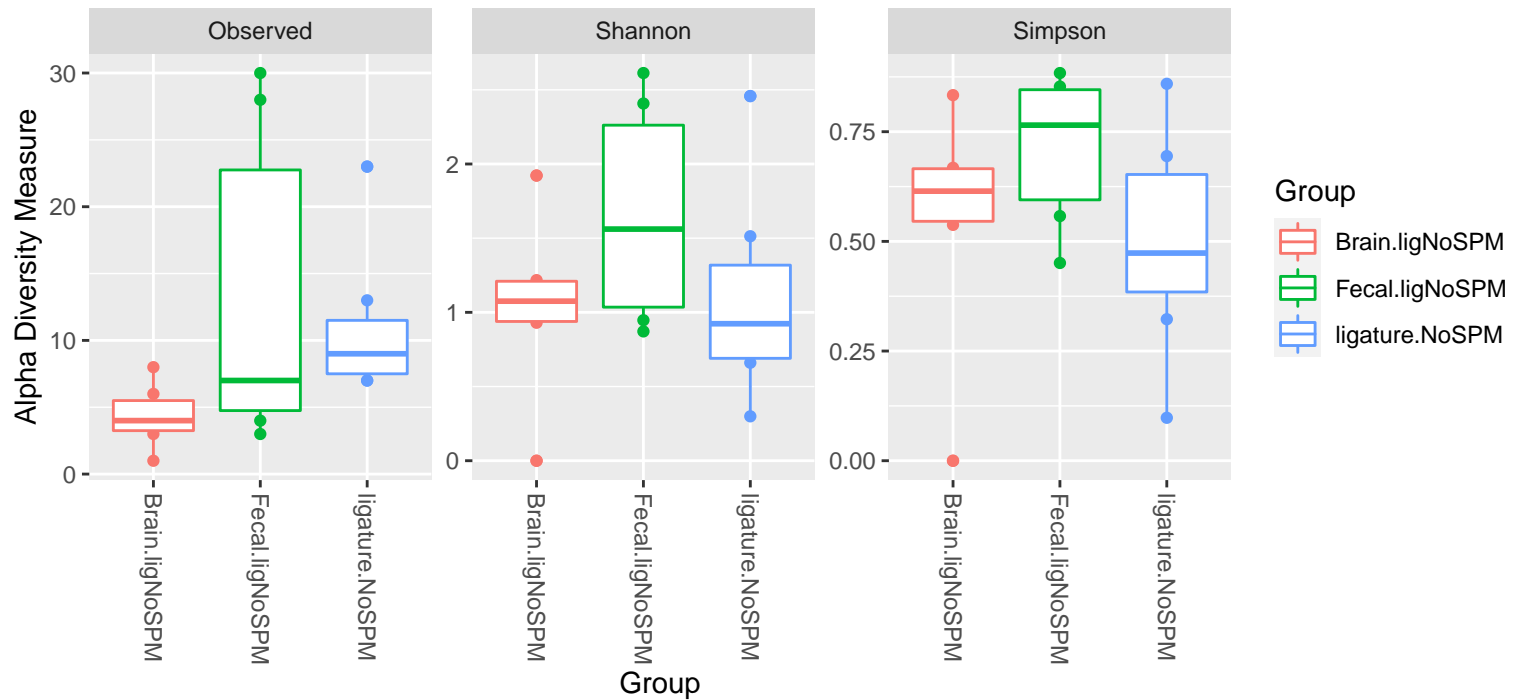 Observed
Shannon
Simpson
Alpha Diversity Measure
30
20
10
0
2
1
0
0.75
0.50
0.25
0.00
Brain.ligNoSPM
Fecal.ligNoSPM
ligature.NoSPM
Brain.ligNoSPM
Fecal.ligNoSPM
ligature.NoSPM
Brain.ligNoSPM
Fecal.ligNoSPM
ligature.NoSPM
Group
Group
Brain.ligNoSPM
Fecal.ligNoSPM
ligature.NoSPM